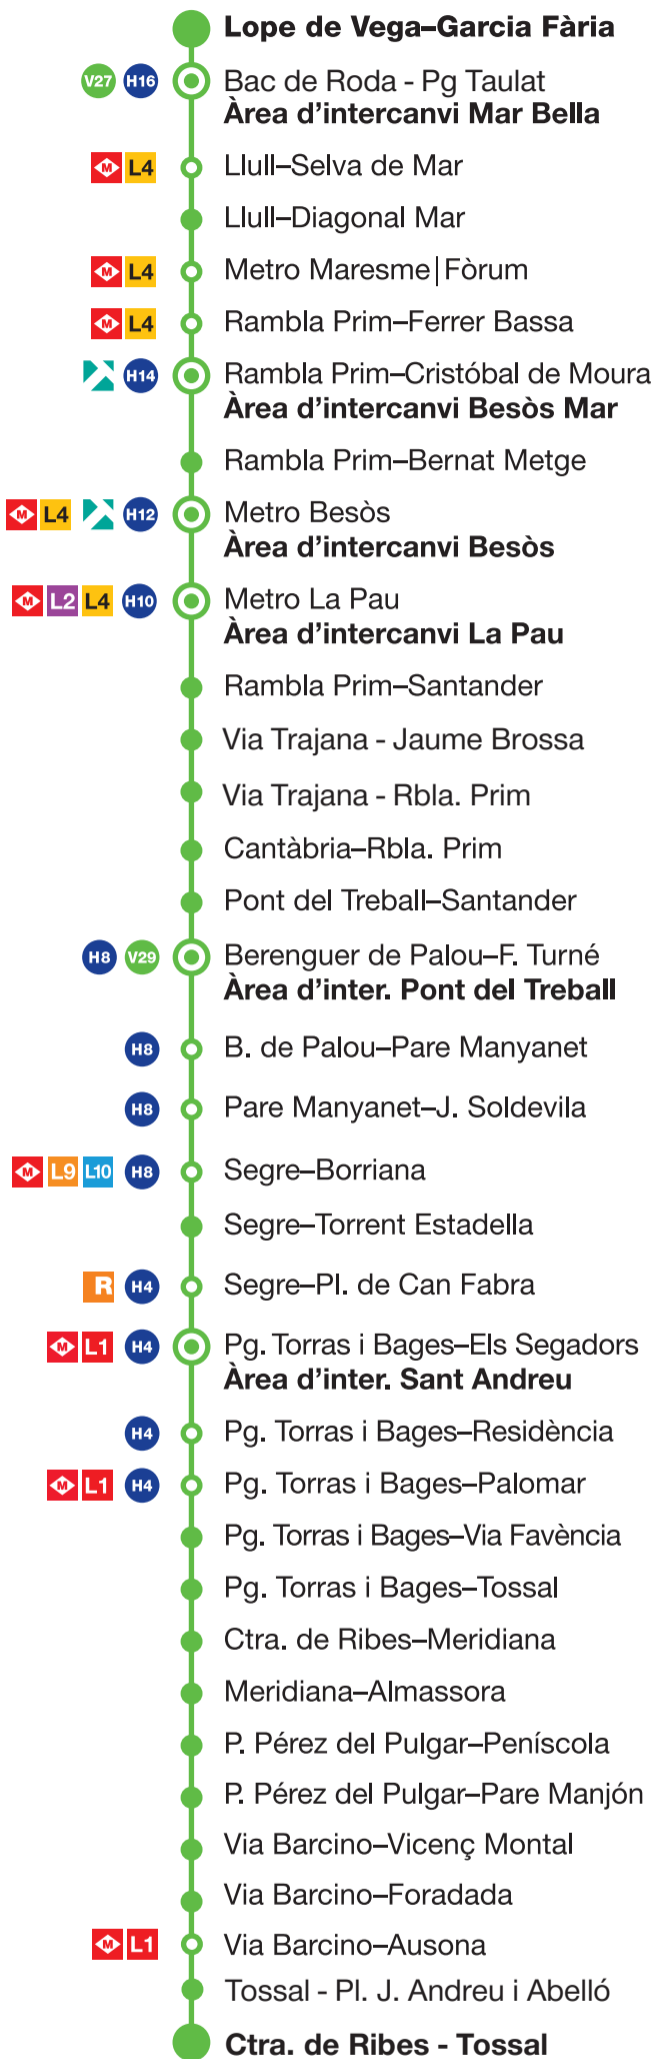 Lope de Vega–Garcia Fària
V27 H16 Bac de Roda - Pg Taulat
Àrea d’intercanvi Mar Bella
M L4 Llull–Selva de Mar
Llull–Diagonal Mar
M L4 Metro Maresme|Fòrum
M L4 Rambla Prim–Ferrer Bassa
H14 Rambla Prim–Cristóbal de Moura
Àrea d’intercanvi Besòs Mar
Rambla Prim–Bernat Metge
M L4 H12 Metro Besòs
Àrea d’intercanvi Besòs
M L2 L4 H10 Metro La Pau
Àrea d’intercanvi La Pau
Rambla Prim–Santander
Via Trajana - Jaume Brossa
Via Trajana - Rbla. Prim
Cantàbria–Rbla. Prim
Pont del Treball–Santander
H8 V29 Berenguer de Palou–F. Turné
Àrea d’inter. Pont del Treball
H8 B. de Palou–Pare Manyanet
H8 Pare Manyanet–J. Soldevila
M L9 L10 H8 Segre–Borriana
Segre–Torrent Estadella
R H4 Segre–Pl. de Can Fabra
M L1 H4 Pg. Torras i Bages–Els Segadors
Àrea d’inter. Sant Andreu
H4 Pg. Torras i Bages–Residència
M L1 H4 Pg. Torras i Bages–Palomar
Pg. Torras i Bages–Via Favència
Pg. Torras i Bages–Tossal
Ctra. de Ribes–Meridiana
Meridiana–Almassora
P. Pérez del Pulgar–Peníscola
P. Pérez del Pulgar–Pare Manjón
Via Barcino–Vicenç Montal
Via Barcino–Foradada
M L1 Via Barcino–Ausona
Tossal - Pl. J. Andreu i Abelló
Ctra. de Ribes - Tossal